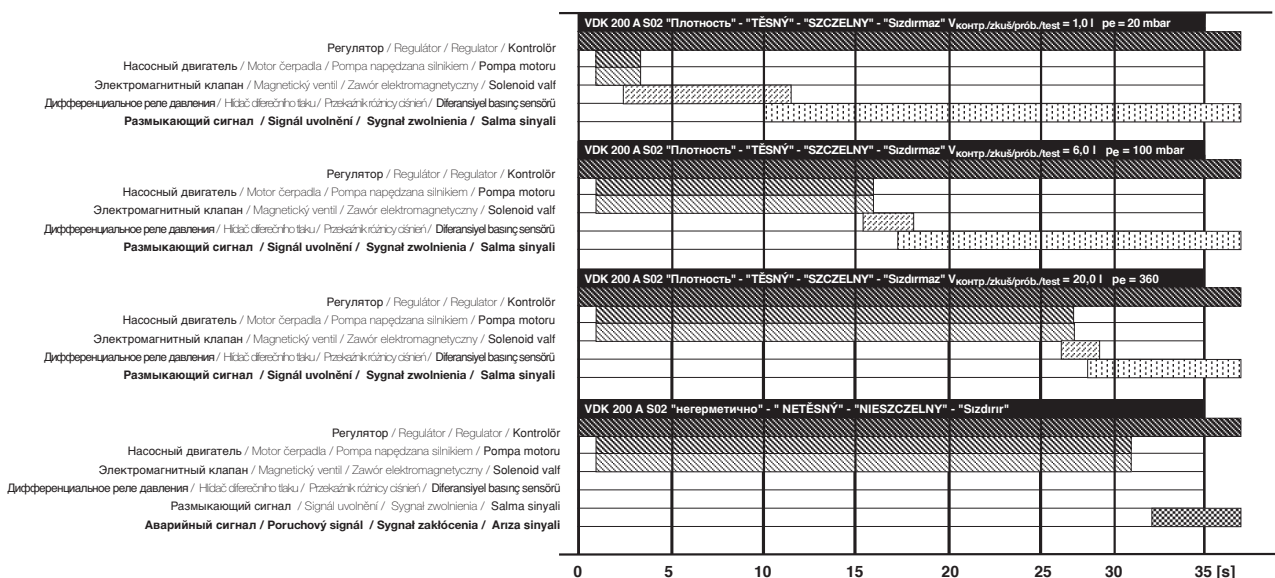 VDK 200 A S02 "Плотность" - "TĚSNÝ" - "SZCZELNY" - "Sızdırmaz" Vконтр./zkuš/prób./test = 1,0 l pe = 20 mbar
Регулятор / Regulátor / Regulator / Kontrolör
Насосный двигатель / Motor čerpadla / Pompa napędzana silnikiem / Pompa motoru
Электромагнитный клапан / Magnetický ventil / Zawór elektromagnetyczny / Solenoid valf
Дифференциальное реле давления / Hlídač diferečního tlaku / Przekaźnik różnicy ciśnień / Diferansiyel basınç sensörü
Размыкающий сигнал / Signál uvolnění / Sygnał zwolnienia / Salma sinyali
VDK 200 A S02 "Плотность" - "TĚSNÝ" - "SZCZELNY" - "Sızdırmaz" Vконтр./zkuš/prób./test = 6,0 l pe = 100 mbar
Регулятор / Regulátor / Regulator / Kontrolör
Насосный двигатель / Motor čerpadla / Pompa napędzana silnikiem / Pompa motoru
Электромагнитный клапан / Magnetický ventil / Zawór elektromagnetyczny / Solenoid valf
Дифференциальное реле давления / Hlídač diferečního tlaku / Przekaźnik różnicy ciśnień / Diferansiyel basınç sensörü
Размыкающий сигнал / Signál uvolnění / Sygnał zwolnienia / Salma sinyali
VDK 200 A S02 "Плотность" - "TĚSNÝ" - "SZCZELNY" - "Sızdırmaz" Vконтр./zkuš/prób./test = 20,0 l pe = 360
Регулятор / Regulátor / Regulator / Kontrolör
Насосный двигатель / Motor čerpadla / Pompa napędzana silnikiem / Pompa motoru
Электромагнитный клапан / Magnetický ventil / Zawór elektromagnetyczny / Solenoid valf
Дифференциальное реле давления / Hlídač diferečního tlaku / Przekaźnik różnicy ciśnień / Diferansiyel basınç sensörü
Размыкающий сигнал / Signál uvolnění / Sygnał zwolnienia / Salma sinyali
VDK 200 A S02 "негерметично" - " NETĚSNÝ" - "NIESZCZELNY" - "Sızdırır"
Регулятор / Regulátor / Regulator / Kontrolör
Насосный двигатель / Motor čerpadla / Pompa napędzana silnikiem / Pompa motoru
Электромагнитный клапан / Magnetický ventil / Zawór elektromagnetyczny / Solenoid valf
Дифференциальное реле давления / Hlídač diferečního tlaku / Przekaźnik różnicy ciśnień / Diferansiyel basınç sensörü
Размыкающий сигнал / Signál uvolnění / Sygnał zwolnienia / Salma sinyali
Аварийный сигнал / Poruchový signál / Sygnał zakłócenia / Arıza sinyali
0 5 10 15 20 25 30 35 [s]